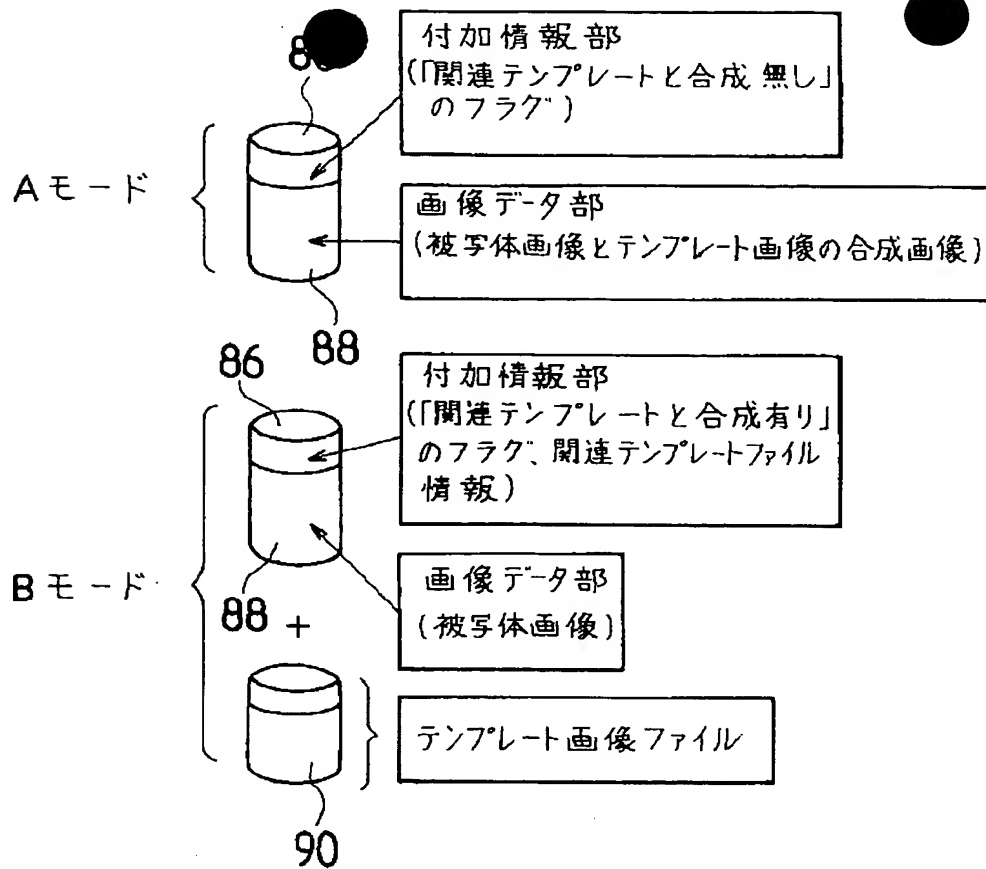 付加情報部
(「関連テンプレートと合成 無し」
のフラグ)
Aモード
画像データ部
(被写体画像とテンプレート画像の合成画像)
88
86
付加情報部
(「関連テンプレートと合成有り」
のフラグ、関連テンプレートファイル
情報)
Bモード
88 +
画像データ部
(被写体画像)
テンプレート画像ファイル
90